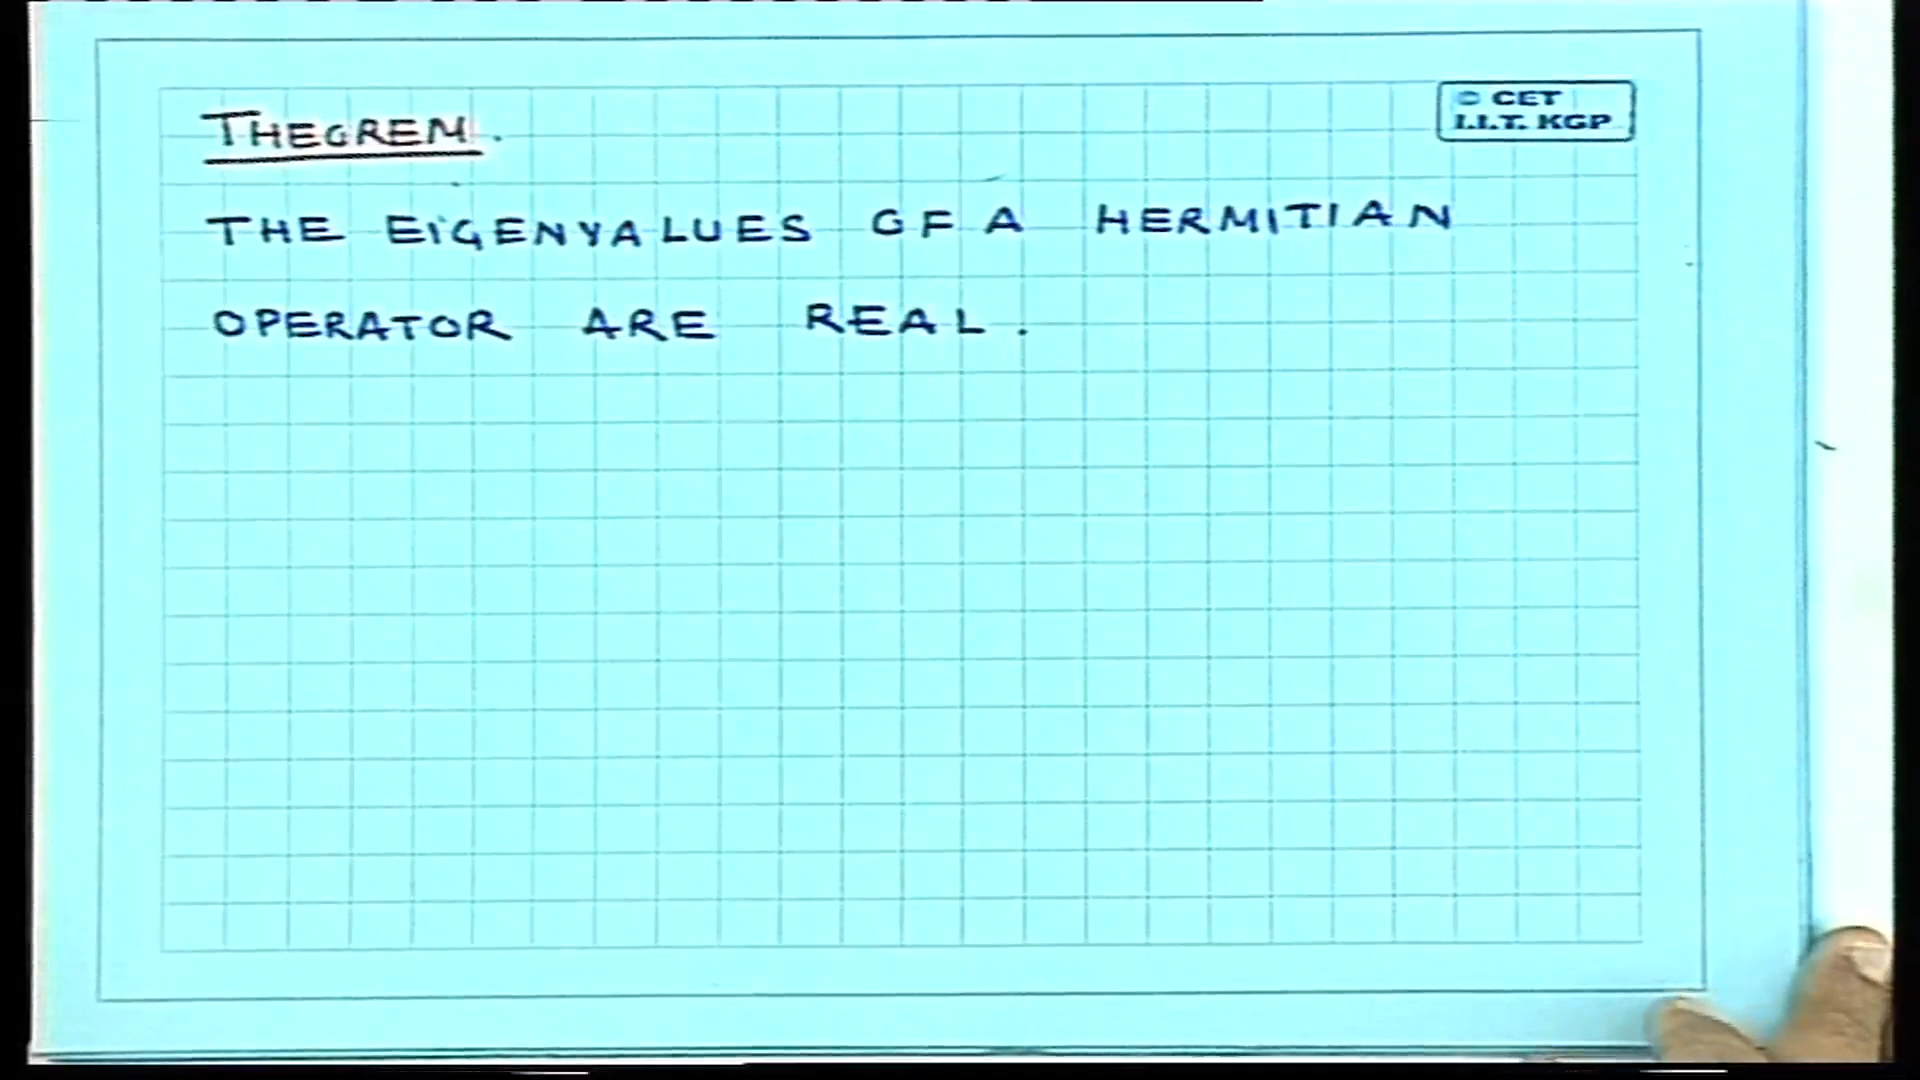 THEOREM.
© CET
I.I.T. KGP
THE EIGENVALUES OF A HERMITIAN
OPERATOR ARE REAL.